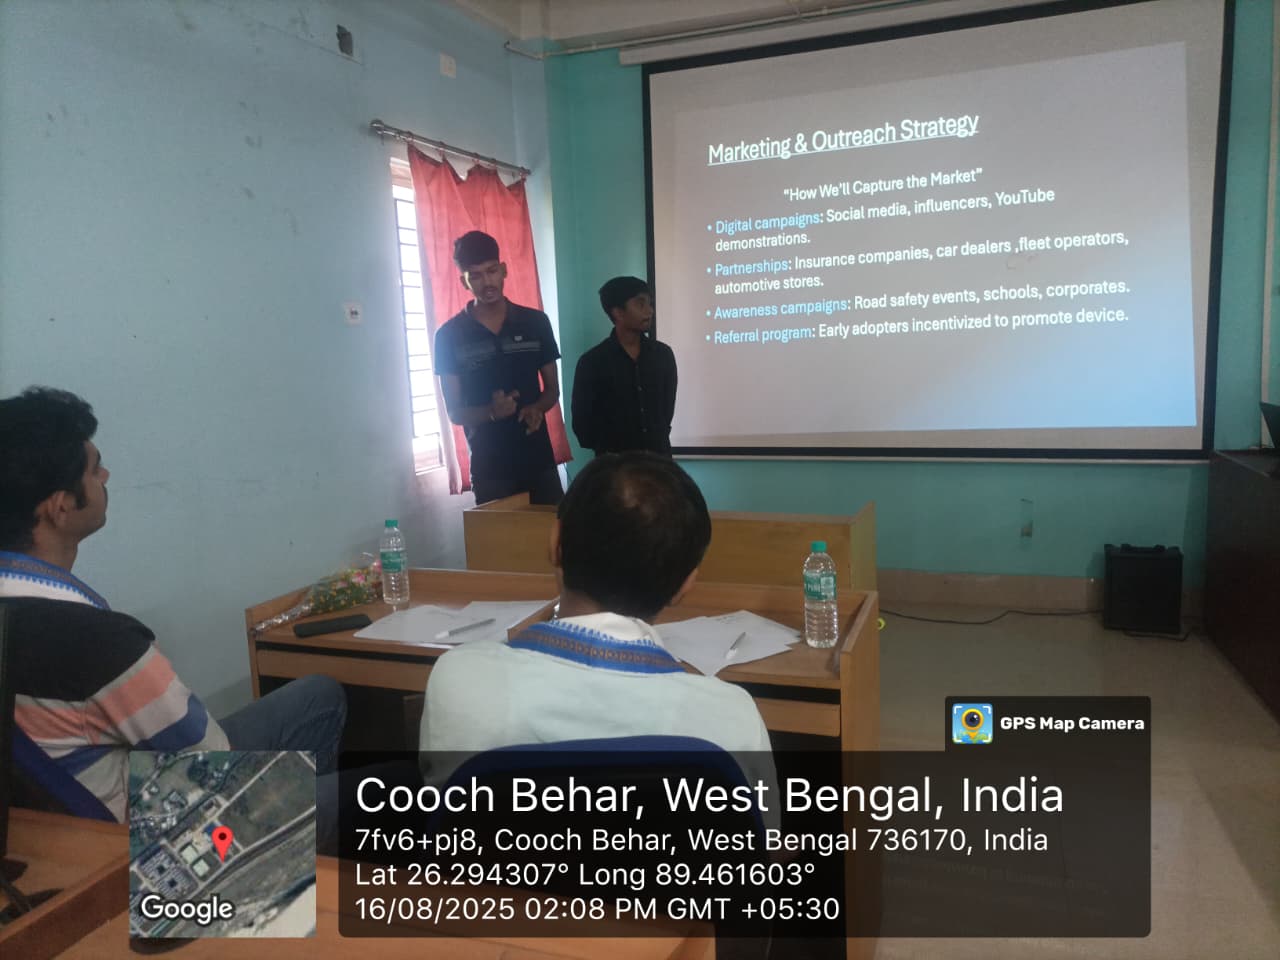 Marketing & Outreach Strategy
“How We’ll Capture the Market”
• Digital campaigns: Social media, influencers, YouTube
demonstrations.
• Partnerships: Insurance companies, car dealers ,fleet operators,
automotive stores.
• Awareness campaigns: Road safety events, schools, corporates.
• Referral program: Early adopters incentivized to promote device.
GPS Map Camera
Cooch Behar, West Bengal, India
7fv6+pj8, Cooch Behar, West Bengal 736170, India
Lat 26.294307° Long 89.461603°
16/08/2025 02:08 PM GMT +05:30
Google